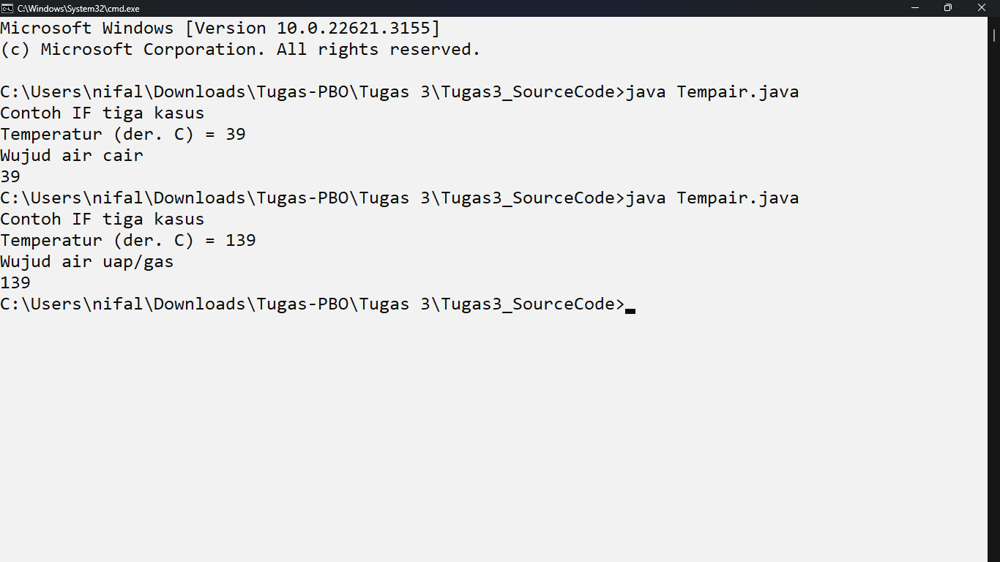 C:\Windows\System32\cmd.exe
Microsoft Windows [Version 10.0.22621.3155]
(c) Microsoft Corporation. All rights reserved.
C:\Users\nifal\Downloads\Tugas-PBO\Tugas 3\Tugas3_SourceCode>java Tempair.java
Contoh IF tiga kasus
Temperatur (der. C) = 39
Wujud air cair
39
C:\Users\nifal\Downloads\Tugas-PBO\Tugas 3\Tugas3_SourceCode>java Tempair.java
Contoh IF tiga kasus
Temperatur (der. C) = 139
Wujud air uap/gas
139
C:\Users\nifal\Downloads\Tugas-PBO\Tugas 3\Tugas3_SourceCode>